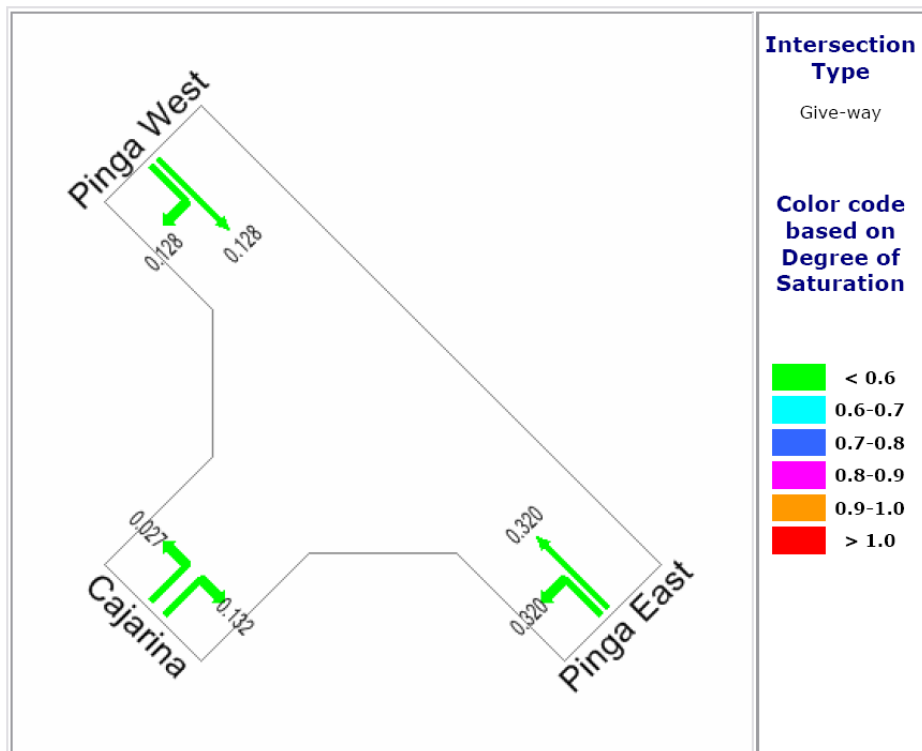 Pinga West
0.128
0.128
0.027
0.132
Cajarina
0.320
0.320
Pinga East
Intersection
Type
Give-way
Color code
based on
Degree of
Saturation
< 0.6
0.6-0.7
0.7-0.8
0.8-0.9
0.9-1.0
> 1.0